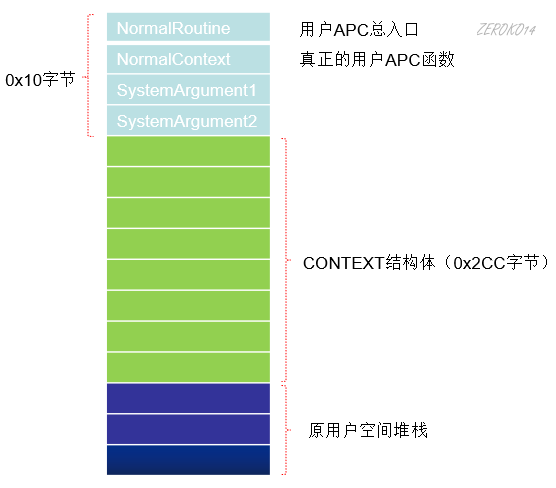 NormalRoutine 用户APC总入口 ZEROKO14
NormalContext 真正的用户APC函数
0x10字节
SystemArgument1
SystemArgument2
CONTEXT结构体（0x2CC字节）
原用户空间堆栈